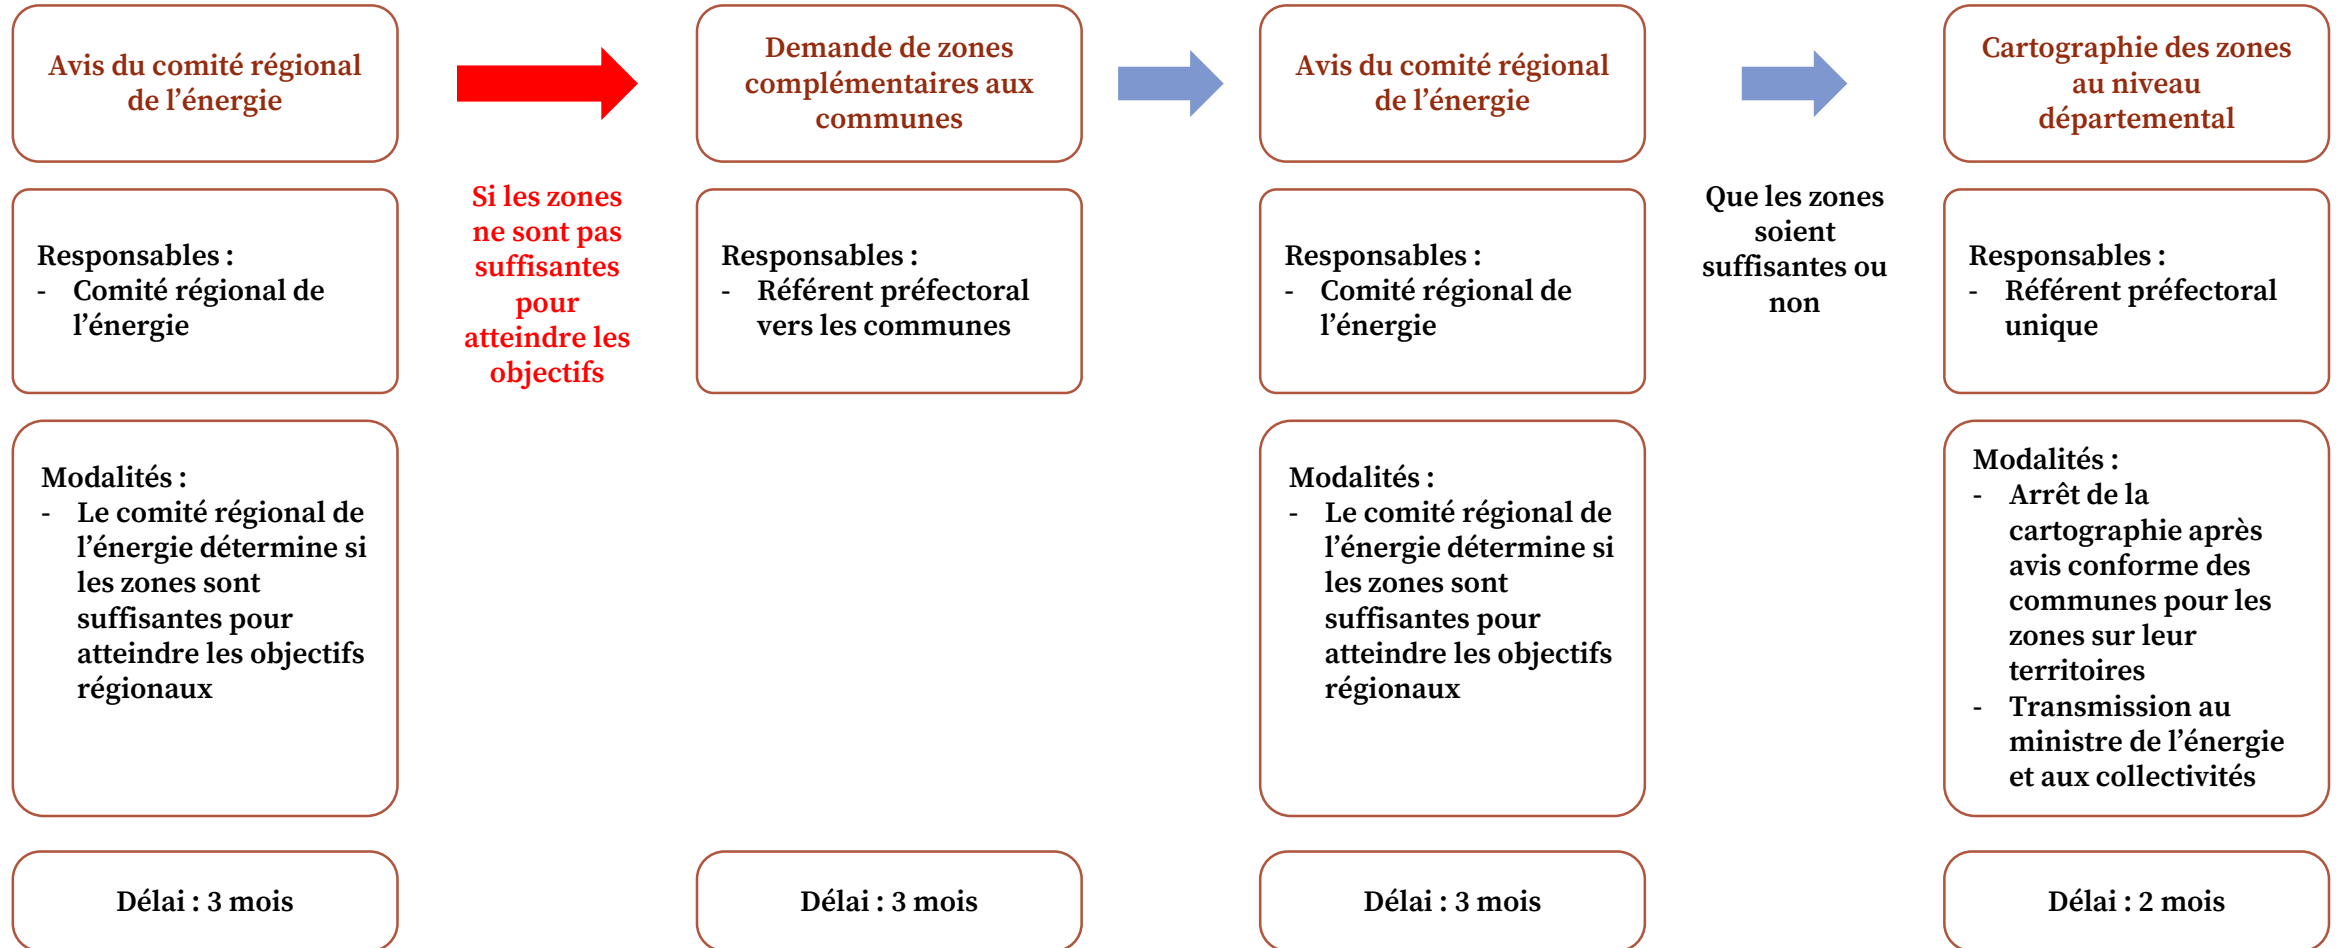 Avis du comité régional
de l’énergie
Demande de zones
complémentaires aux
communes
Avis du comité régional
de l’énergie
Cartographie des zones
au niveau
départemental
Responsables :
- Comité régional de
l’énergie
Si les zones
ne sont pas
suffisantes
pour
atteindre les
objectifs
Responsables :
- Référent préfectoral
vers les communes
Responsables :
- Comité régional de
l’énergie
Que les zones
soient
suffisantes ou
non
Responsables :
- Référent préfectoral
unique
Modalités :
- Le comité régional de
l’énergie détermine si
les zones sont
suffisantes pour
atteindre les objectifs
régionaux
Modalités :
- Le comité régional de
l’énergie détermine si
les zones sont
suffisantes pour
atteindre les objectifs
régionaux
Modalités :
- Arrêt de la
cartographie après
avis conforme des
communes pour les
zones sur leur
territoires
- Transmission au
ministre de l’énergie
et aux collectivités
Délai : 3 mois
Délai : 3 mois
Délai : 3 mois
Délai : 2 mois